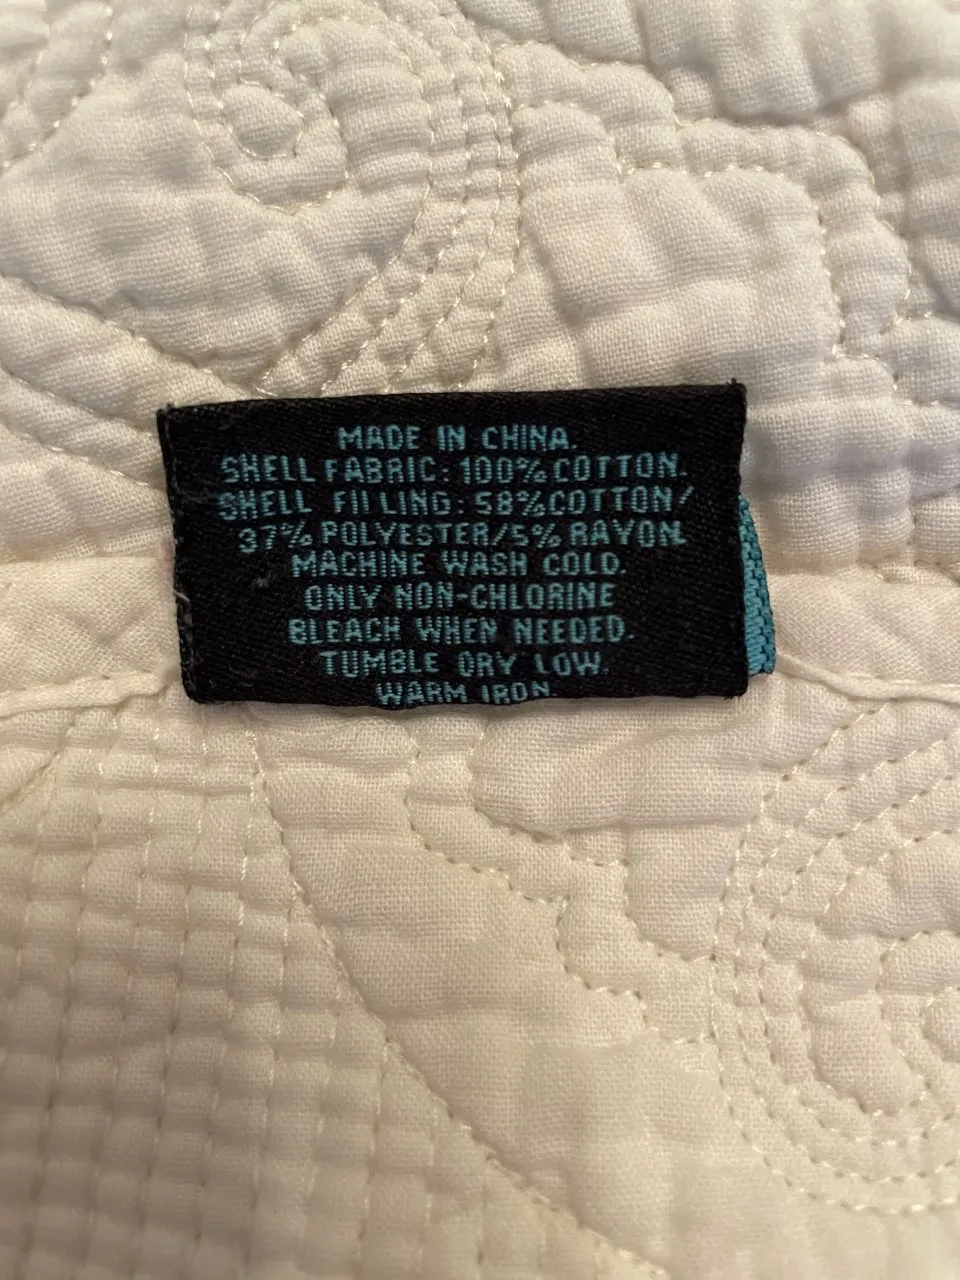 MADE IN CHINA.
SHELL FABRIC: 100% COTTON.
SHELL FILLING: 58% COTTON/
37% POLYESTER/5% RAYON.
MACHINE WASH COLD.
ONLY NON-CHLORINE
BLEACH WHEN NEEDED.
TUMBLE DRY LOW.
WARM IRON.